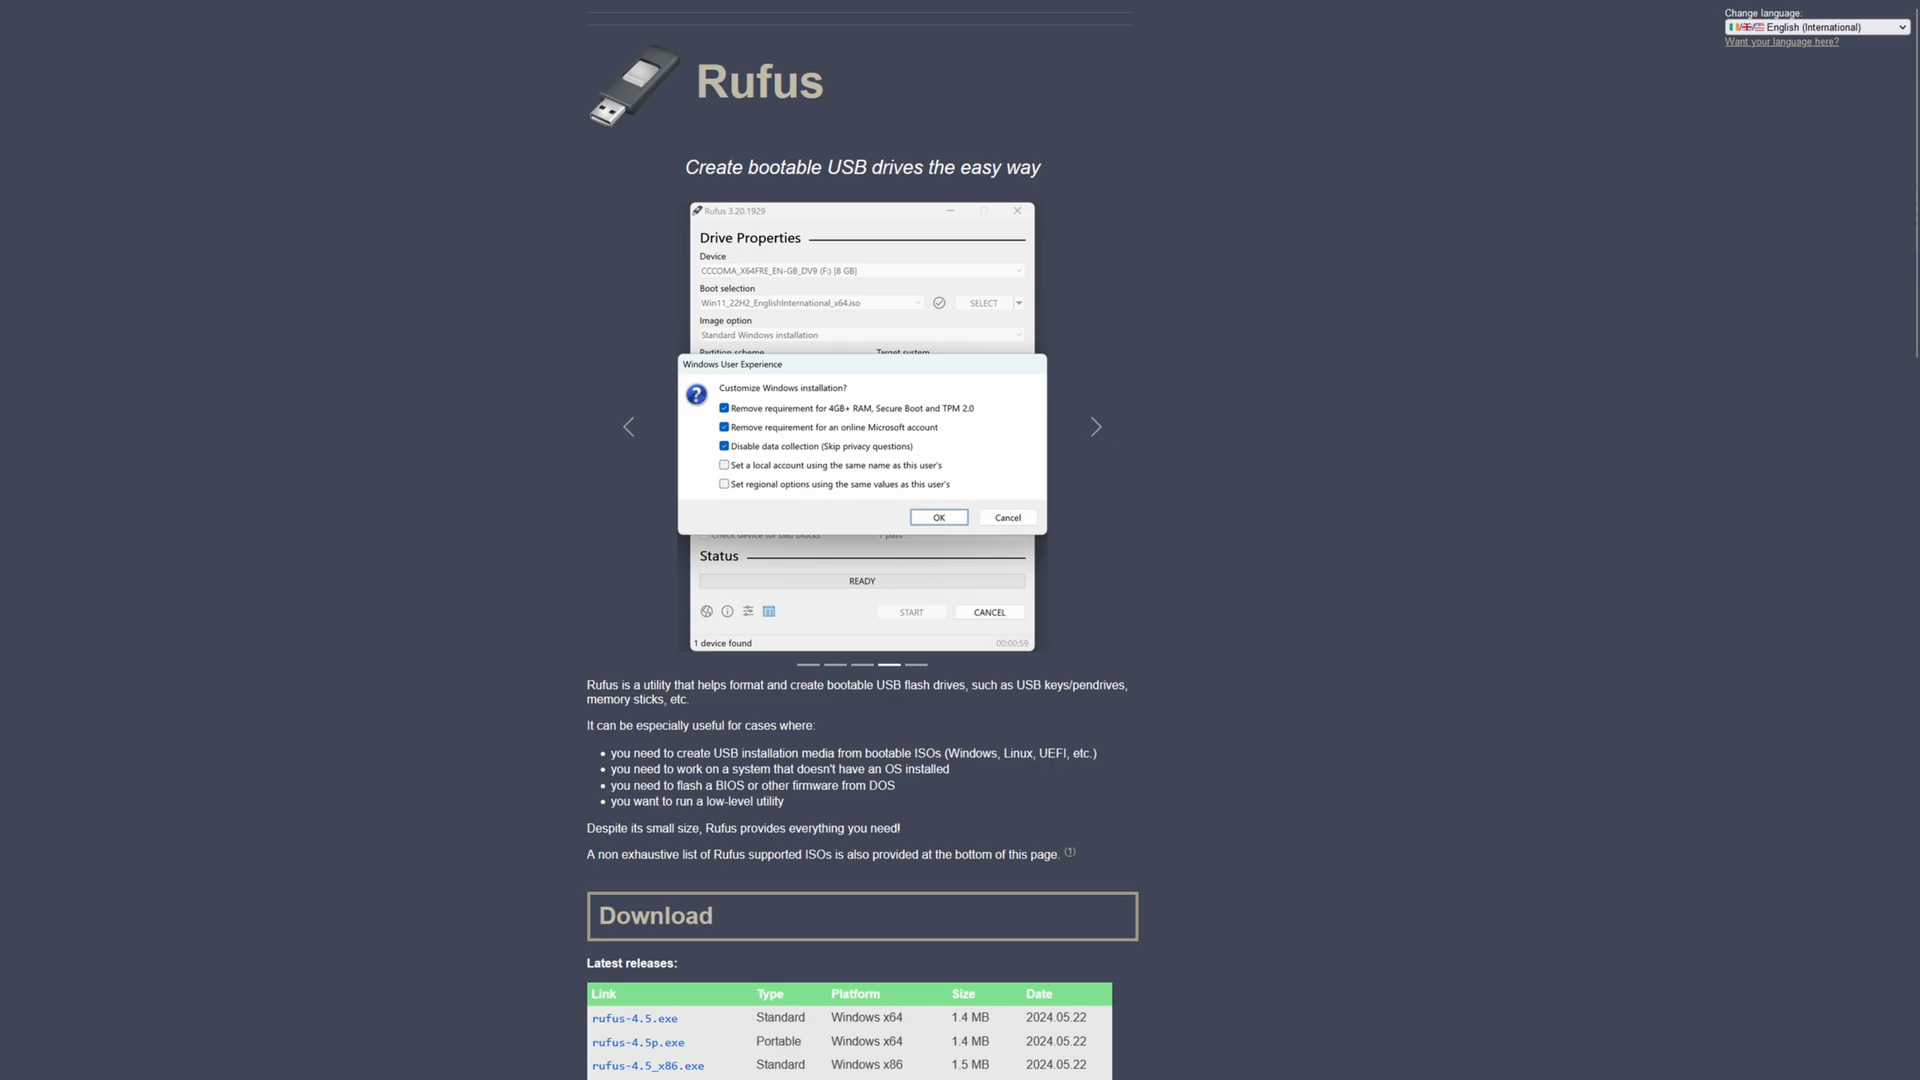 Change language:
English (International)
Want your language here?
Rufus
Create bootable USB drives the easy way
Rufus 3.20.1929
Drive Properties
Device
CCCOMA_X64FRE_EN-GB_DV9 (F:) [8 GB]
Boot selection
Win11_22H2_EnglishInternational_x64.iso
SELECT
Image option
Standard Windows installation
Partition scheme Target system
Windows User Experience
Customize Windows installation?
Remove requirement for 4GB+ RAM, Secure Boot and TPM 2.0
Remove requirement for an online Microsoft account
Disable data collection (Skip privacy questions)
Set a local account using the same name as this user's
Set regional options using the same values as this user's
OK Cancel
Check device for bad blocks 1 pass
Status
READY
START CANCEL
1 device found 00:00:59
Rufus is a utility that helps format and create bootable USB flash drives, such as USB keys/pendrives,
memory sticks, etc.
It can be especially useful for cases where:
• you need to create USB installation media from bootable ISOs (Windows, Linux, UEFI, etc.)
• you need to work on a system that doesn't have an OS installed
• you need to flash a BIOS or other firmware from DOS
• you want to run a low-level utility
Despite its small size, Rufus provides everything you need!
A non exhaustive list of Rufus supported ISOs is also provided at the bottom of this page. (1)
Download
Latest releases:
Link Type Platform Size Date
rufus-4.5.exe Standard Windows x64 1.4 MB 2024.05.22
rufus-4.5p.exe Portable Windows x64 1.4 MB 2024.05.22
rufus-4.5_x86.exe Standard Windows x86 1.5 MB 2024.05.22